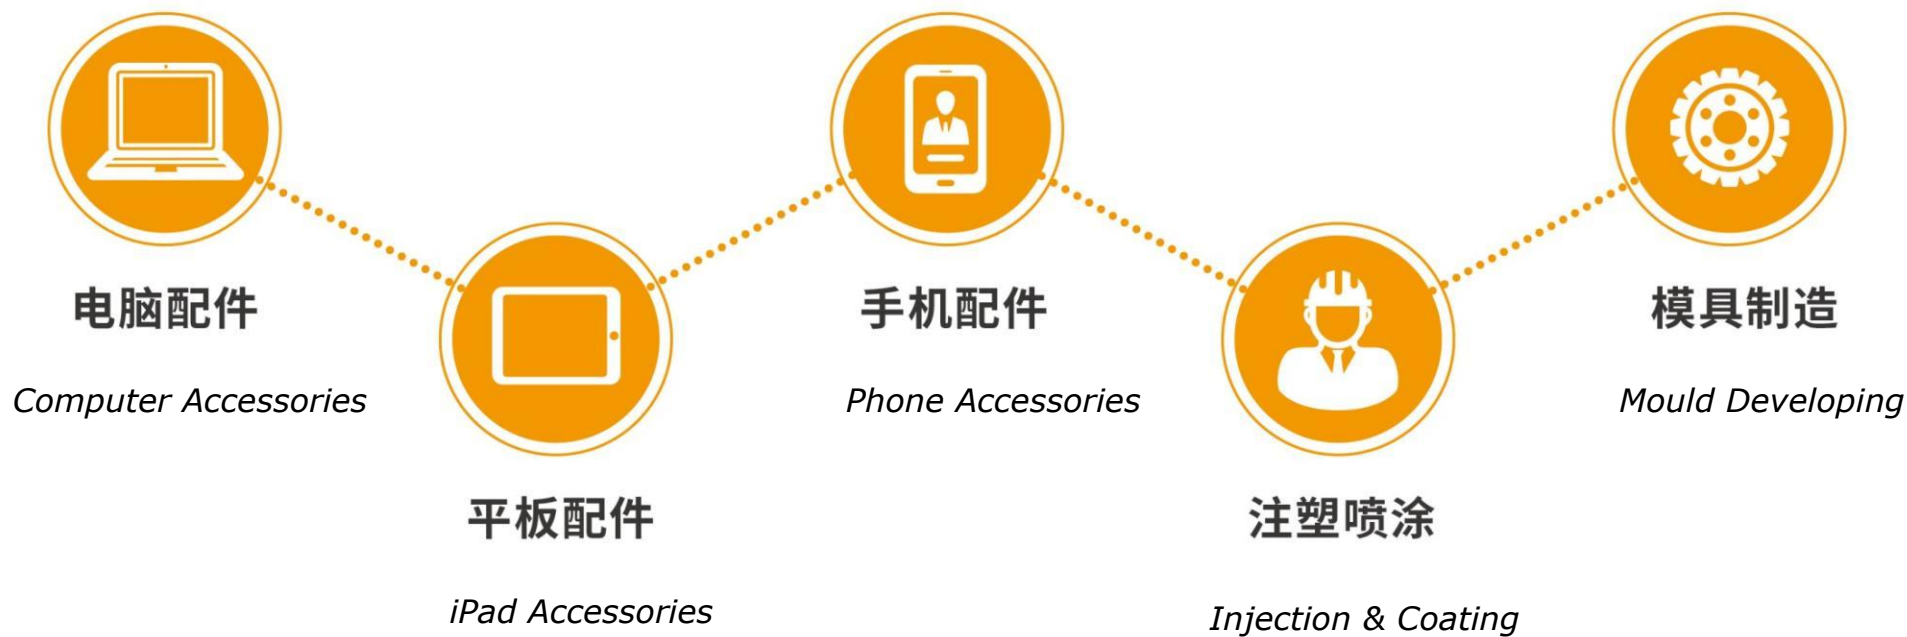 电脑配件
Computer Accessories
平板配件
iPad Accessories
手机配件
Phone Accessories
注塑喷涂
Injection & Coating
模具制造
Mould Developing